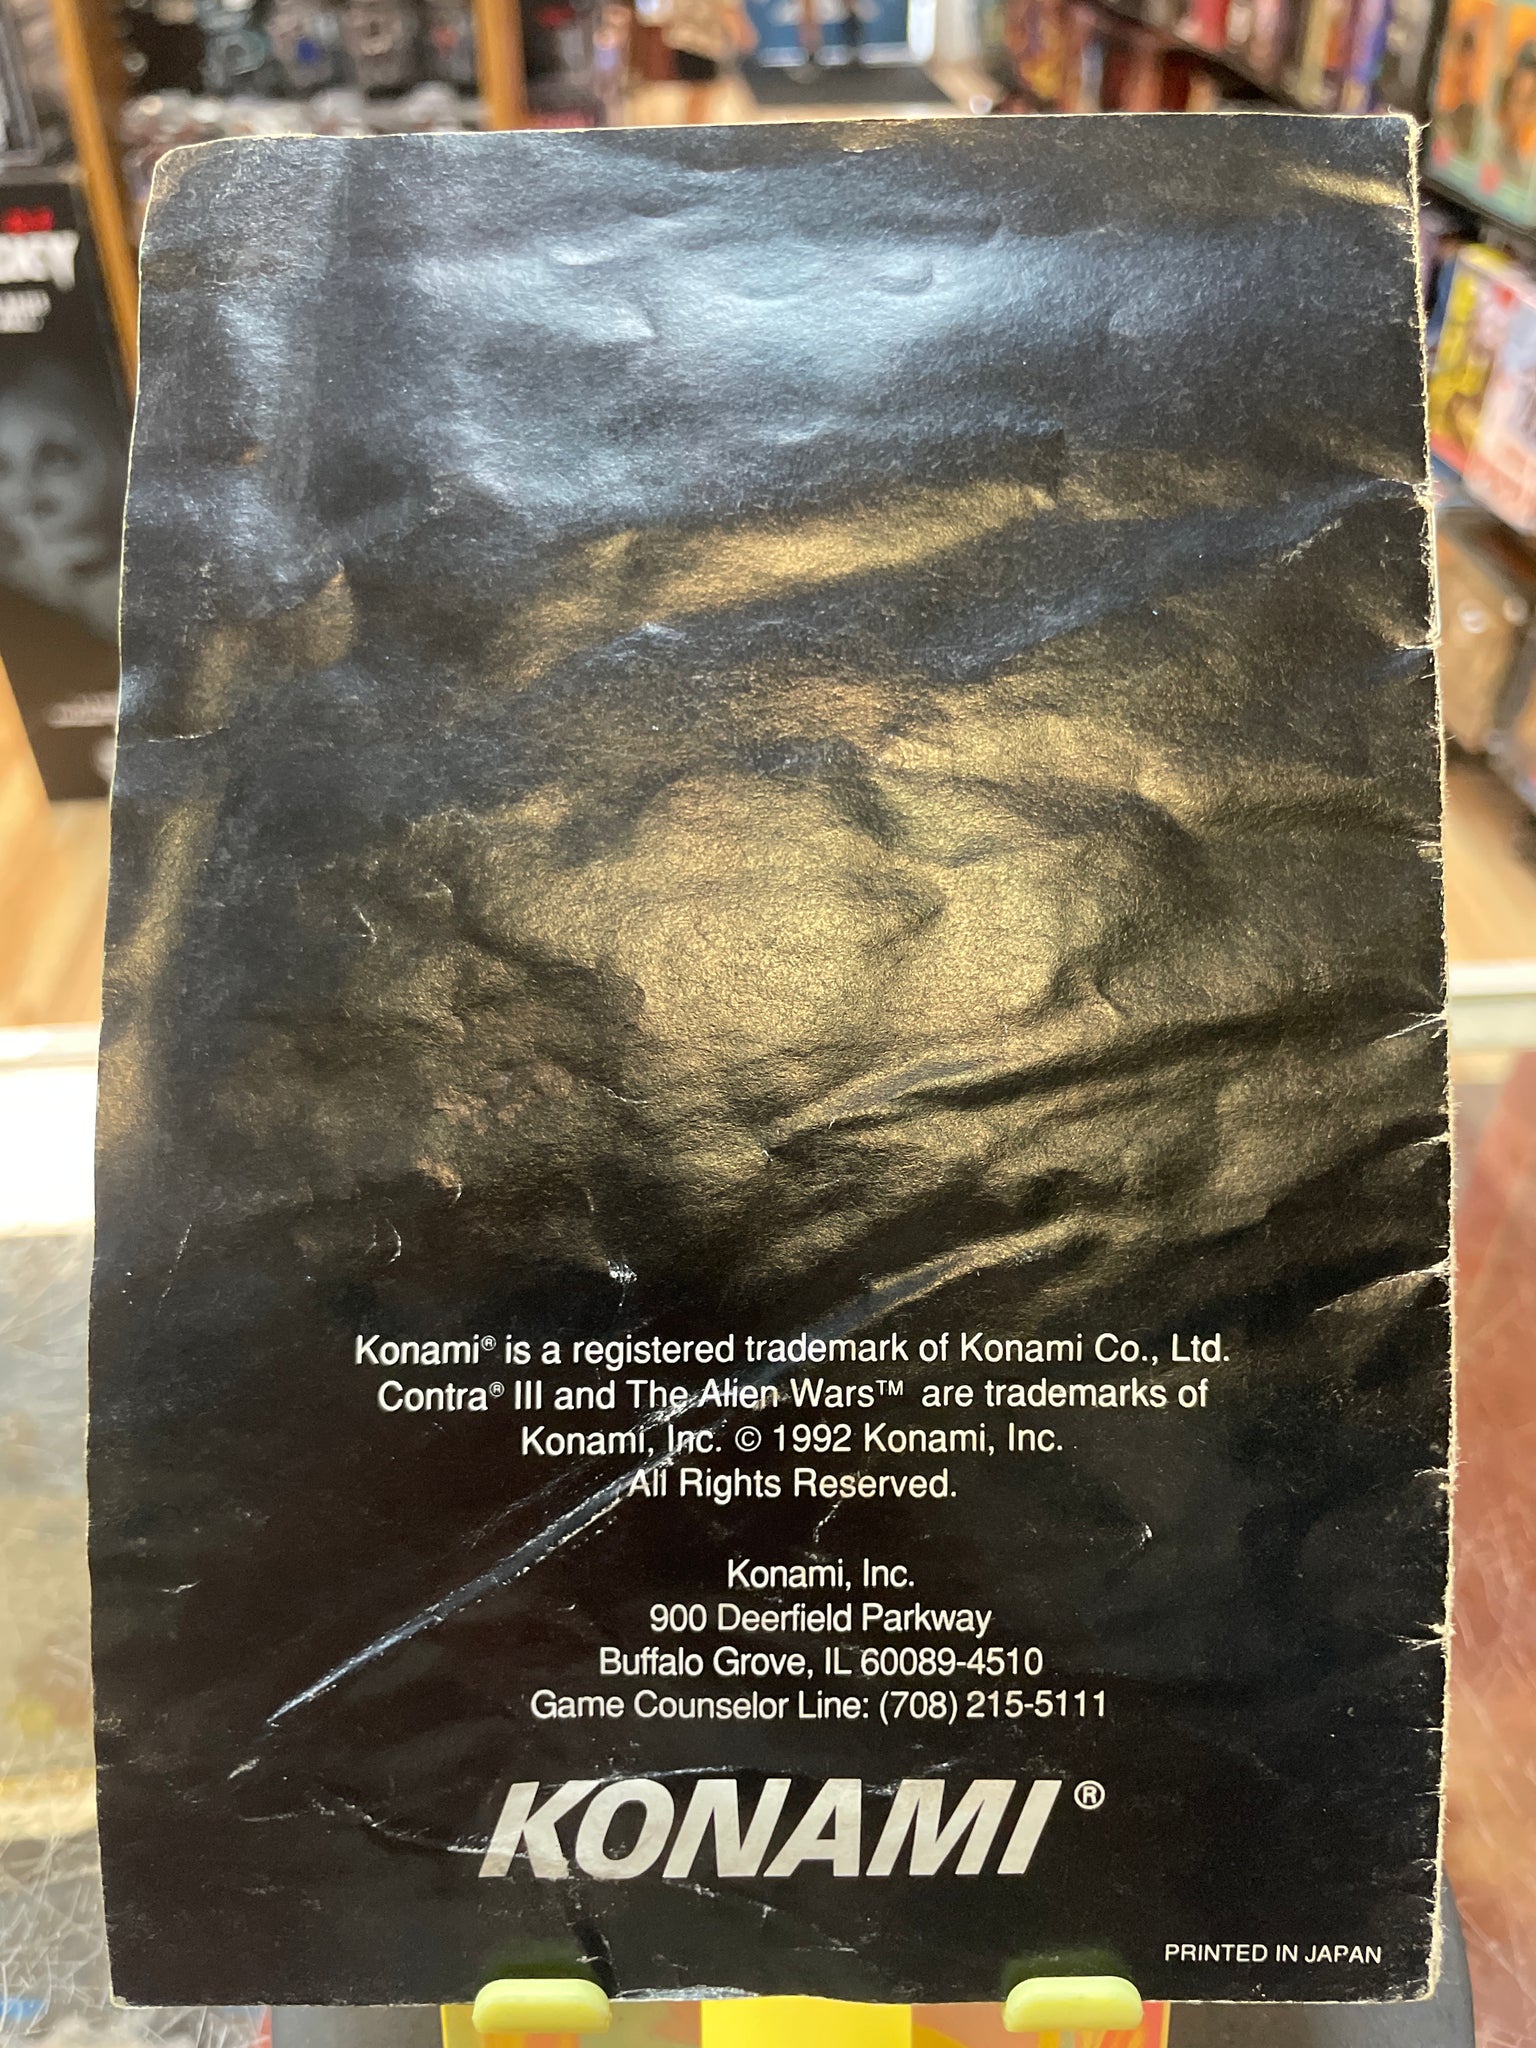 Konami® is a registered trademark of Konami Co., Ltd.
Contra® III and The Alien Wars™ are trademarks of
Konami, Inc. © 1992 Konami, Inc.
All Rights Reserved.
Konami, Inc.
900 Deerfield Parkway
Buffalo Grove, IL 60089-4510
Game Counselor Line: (708) 215-5111
KONAMI®
PRINTED IN JAPAN